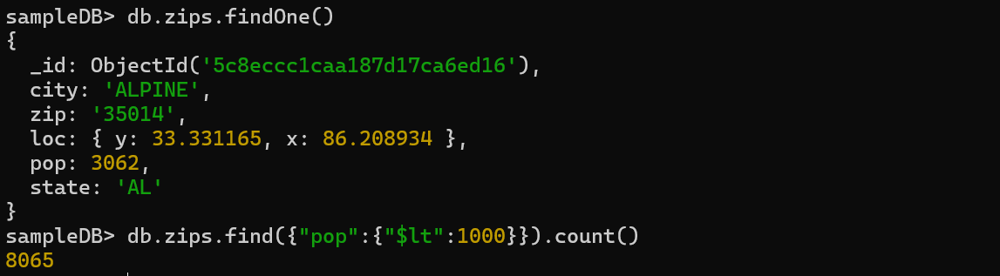 sampleDB> db.zips.findOne()
{
  _id: ObjectId('5c8eccc1caa187d17ca6ed16'),
  city: 'ALPINE',
  zip: '35014',
  loc: { y: 33.331165, x: 86.208934 },
  pop: 3062,
  state: 'AL'
}
sampleDB> db.zips.find({"pop":{"$lt":1000}}).count()
8065